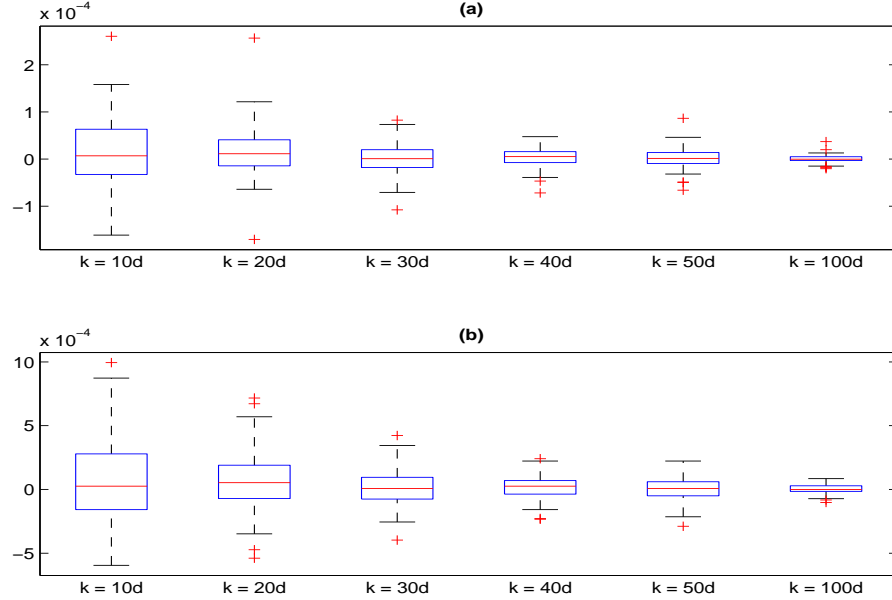 (a)
x 10⁻⁴
2
1
0
−1
k = 10d k = 20d k = 30d k = 40d k = 50d k = 100d
(b)
x 10⁻⁴
10
5
0
−5
k = 10d k = 20d k = 30d k = 40d k = 50d k = 100d